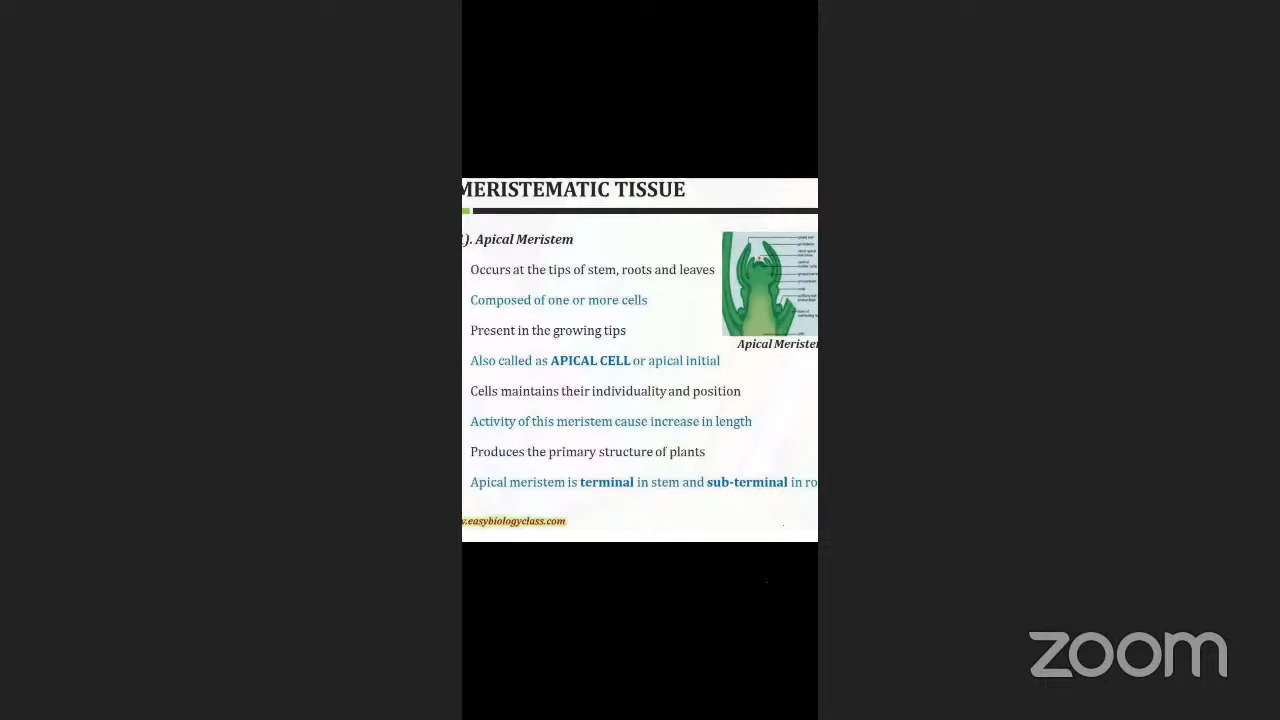 MERISTEMATIC TISSUE
). Apical Meristem
Occurs at the tips of stem, roots and leaves
Composed of one or more cells
Present in the growing tips
Apical Merister
Also called as APICAL CELL or apical initial
Cells maintains their individuality and position
Activity of this meristem cause increase in length
Produces the primary structure of plants
Apical meristem is terminal in stem and sub-terminal in ro
.easybiologyclass.com
zoom